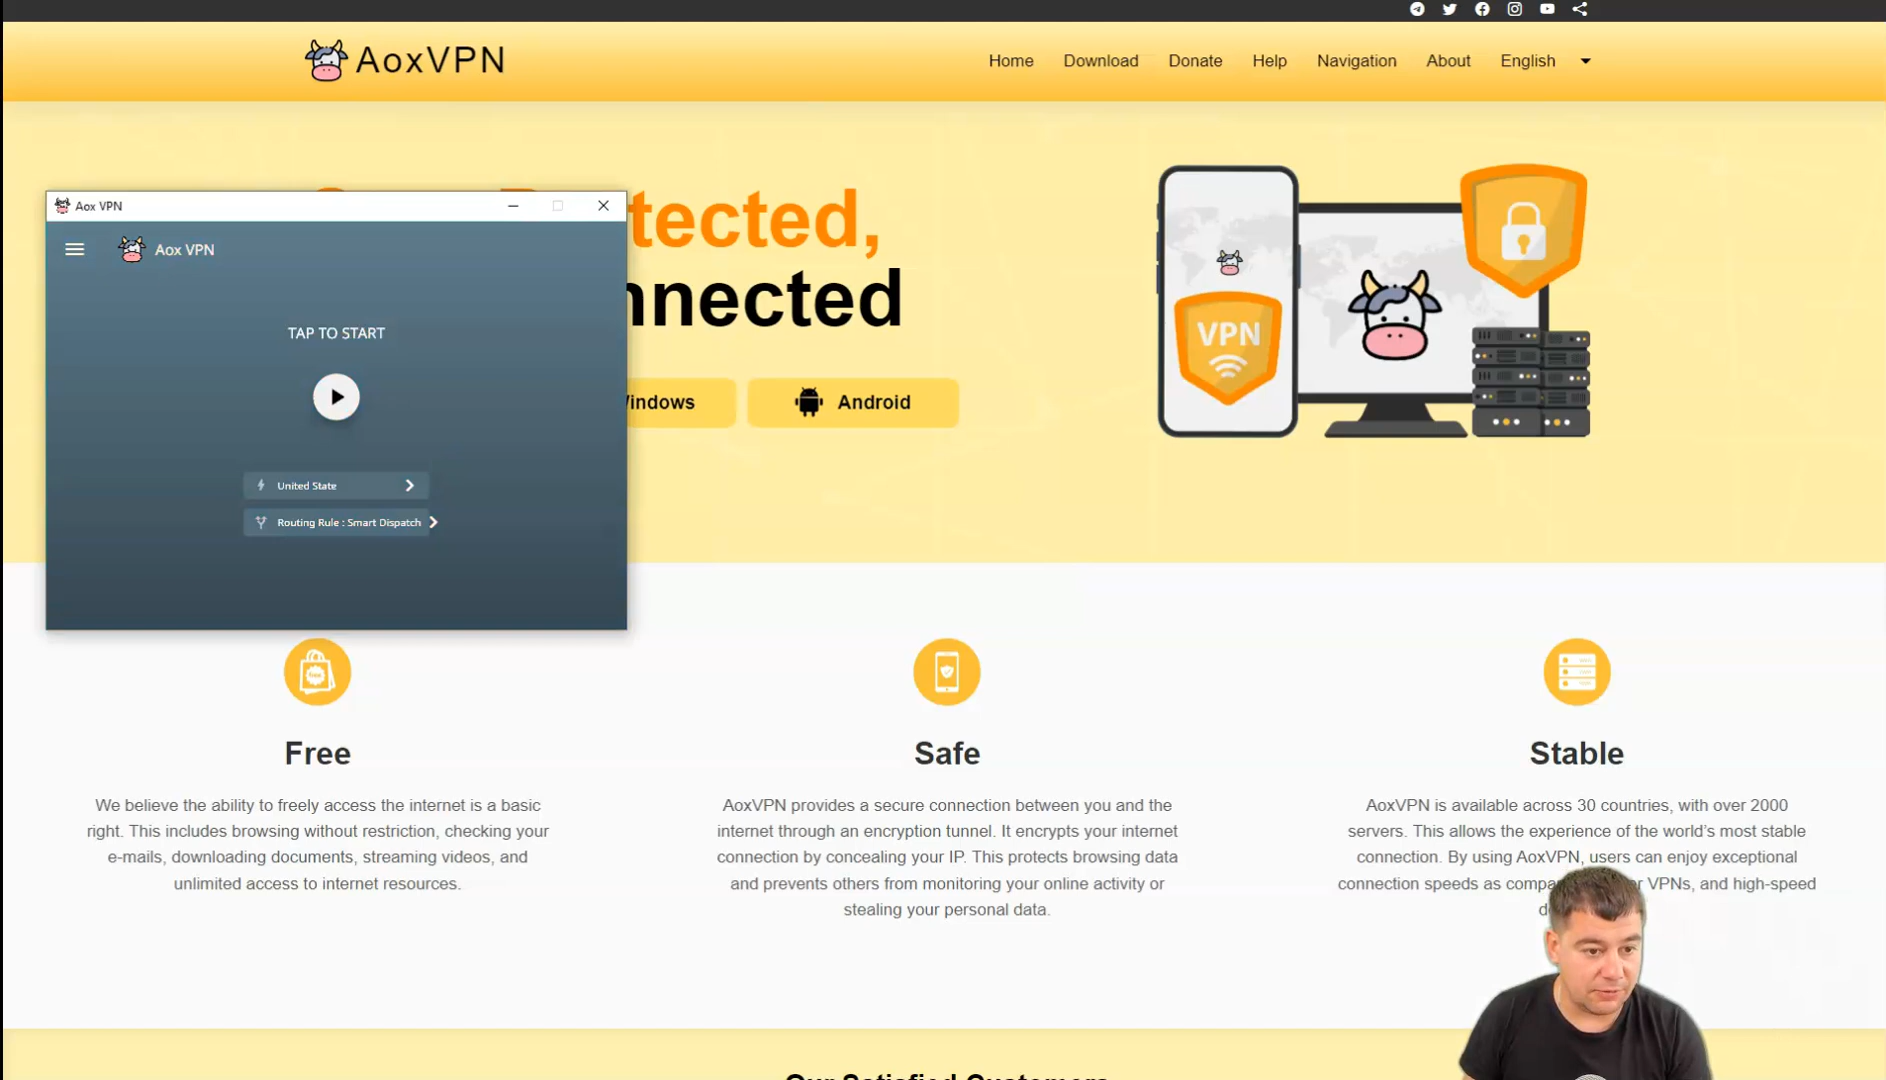 AoxVPN
Home Download Donate Help Navigation About English
tected,
nnected
Windows
Android
VPN
Aox VPN
Aox VPN
TAP TO START
United State
Routing Rule : Smart Dispatch
Free
We believe the ability to freely access the internet is a basic
right. This includes browsing without restriction, checking your
e-mails, downloading documents, streaming videos, and
unlimited access to internet resources.
Safe
AoxVPN provides a secure connection between you and the
internet through an encryption tunnel. It encrypts your internet
connection by concealing your IP. This protects browsing data
and prevents others from monitoring your online activity or
stealing your personal data.
Stable
AoxVPN is available across 30 countries, with over 2000
servers. This allows the experience of the world's most stable
connection. By using AoxVPN, users can enjoy exceptional
connection speeds as VPNs, and high-speed
Our Satisfied Customers